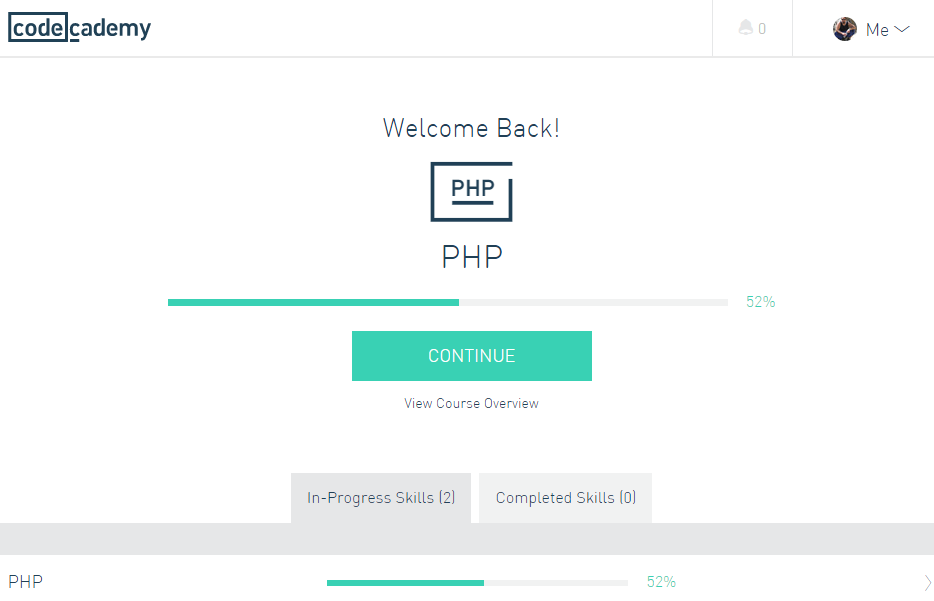 codecademy
0
Me
Welcome Back!
PHP
PHP
52%
CONTINUE
View Course Overview
In-Progress Skills (2)
Completed Skills (0)
PHP
52%